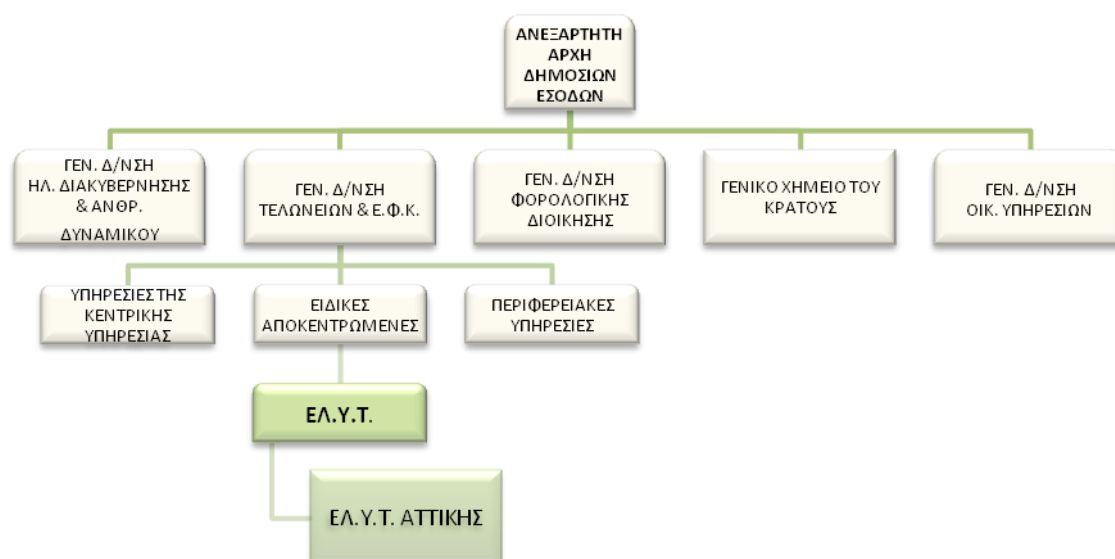 ΑΝΕΞΑΡΤΗΤΗ
ΑΡΧΗ
ΔΗΜΟΣΙΩΝ
ΕΣΟΔΩΝ
ΓΕΝ. Δ/ΝΣΗ
ΗΛ. ΔΙΑΚΥΒΕΡΝΗΣΗΣ
& ΑΝΘΡ.
ΔΥΝΑΜΙΚΟΥ
ΓΕΝ. Δ/ΝΣΗ
ΤΕΛΩΝΕΙΩΝ & Ε.Φ.Κ.
ΓΕΝ. Δ/ΝΣΗ
ΦΟΡΟΛΟΓΙΚΗΣ
ΔΙΟΙΚΗΣΗΣ
ΓΕΝΙΚΟ ΧΗΜΕΙΟ ΤΟΥ
ΚΡΑΤΟΥΣ
ΓΕΝ. Δ/ΝΣΗ
ΟΙΚ. ΥΠΗΡΕΣΙΩΝ
ΥΠΗΡΕΣΙΕΣ ΤΗΣ
ΚΕΝΤΡΙΚΗΣ
ΥΠΗΡΕΣΙΑΣ
ΕΙΔΙΚΕΣ
ΑΠΟΚΕΝΤΡΩΜΕΝΕΣ
ΠΕΡΙΦΕΡΕΙΑΚΕΣ
ΥΠΗΡΕΣΙΕΣ
ΕΛ.Υ.Τ.
ΕΛ.Υ.Τ. ΑΤΤΙΚΗΣ